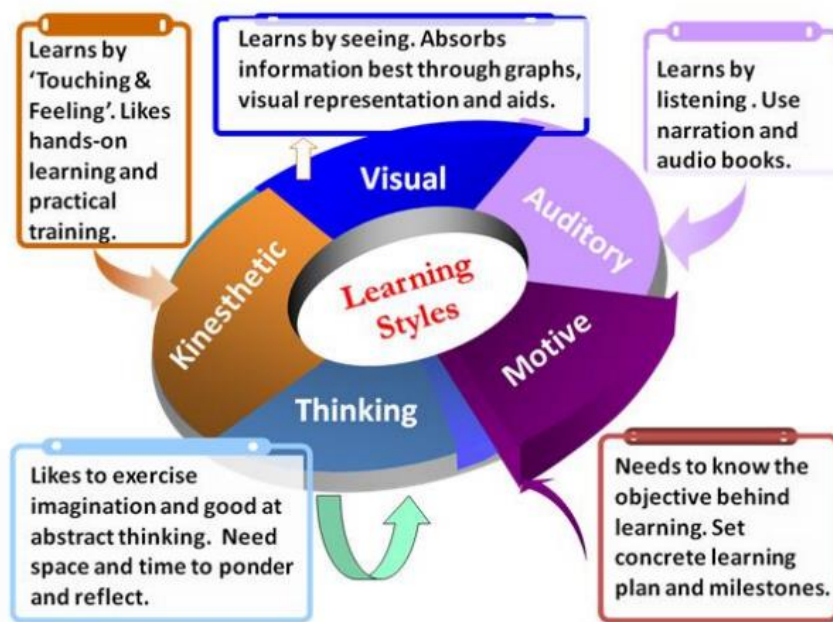 Learns by
‘Touching &
Feeling’. Likes
hands-on
learning and
practical
training.
Learns by seeing. Absorbs
information best through graphs,
visual representation and aids.
Learns by
listening . Use
narration and
audio books.
Visual
Auditory
Kinesthetic
Learning
Styles
Motive
Thinking
Likes to exercise
imagination and good at
abstract thinking. Need
space and time to ponder
and reflect.
Needs to know the
objective behind
learning. Set
concrete learning
plan and milestones.